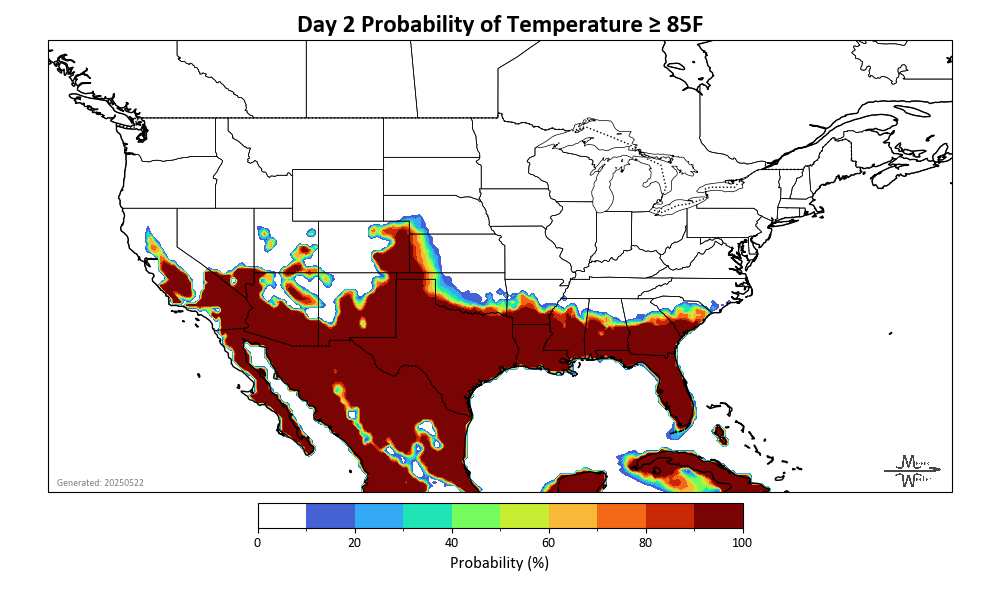 Day 2 Probability of Temperature ≥ 85F
Generated: 20250522
0 20 40 60 80 100
Probability (%)